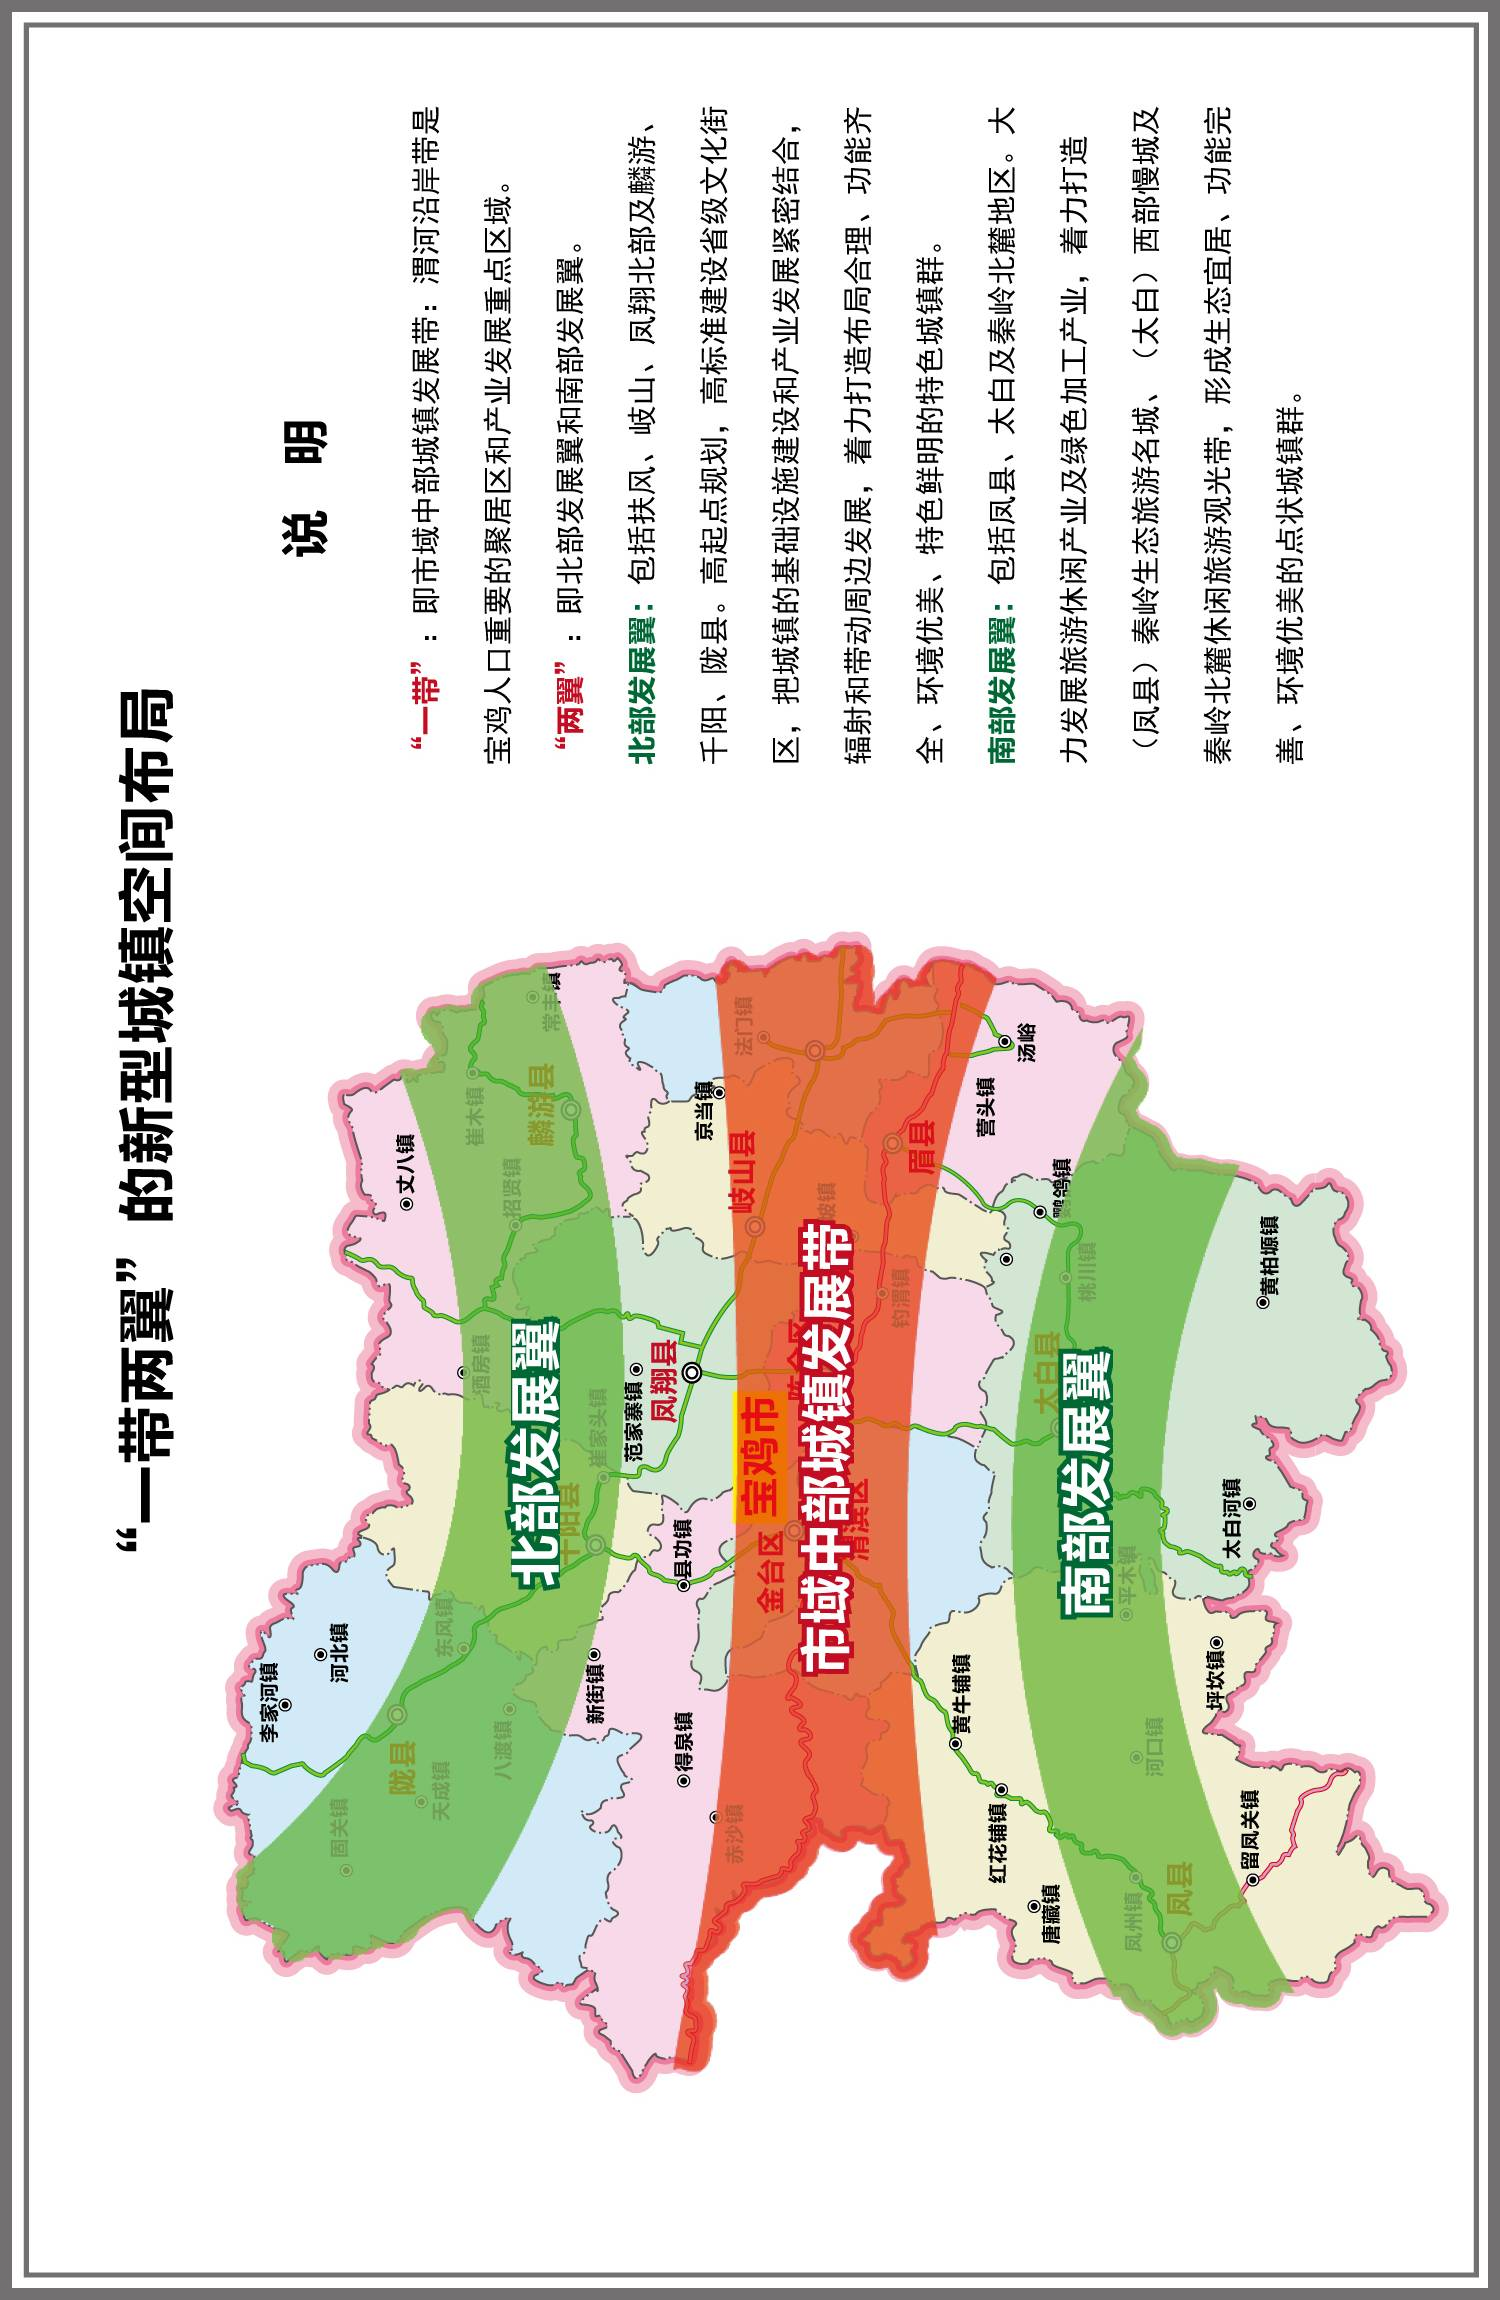 “一带两翼”的新型城镇空间布局
说 明
“一带”：即市域中部城镇发展带：渭河沿岸带是
宝鸡人口重要的聚居区和产业发展重点区域。
“两翼”：即北部发展翼和南部发展翼。
北部发展翼：包括扶风、岐山、凤翔北部及麟游、
千阳、陇县。高起点规划，高标准建设省级文化街
区，把城镇的基础设施建设和产业发展紧密结合，
辐射和带动周边发展，着力打造布局合理、功能齐
全、环境优美、特色鲜明的特色城镇群。
南部发展翼：包括凤县、太白及秦岭北麓地区。大
力发展旅游休闲产业及绿色加工产业，着力打造
（凤县）秦岭生态旅游名城、（太白）西部慢城及
秦岭北麓休闲旅游观光带，形成生态宜居、功能完
善、环境优美的点状城镇群。
李家河镇
河北镇
固关镇
陇县
天成镇
东风镇
八渡镇
新街镇
丈八镇
崔木镇
常丰镇
麟游县
招贤镇
酒房镇
北部发展翼
千阳县
崔家头镇
范家寨镇
凤翔县
县功镇
得泉镇
赤沙镇
京当镇
法门镇
岐山县
宝鸡市
金台区
陈仓区
渭滨区
市域中部城镇发展带
钓渭镇
眉县
营头镇
汤峪
鹦鸽镇
桃川镇
太白县
南部发展翼
黄柏塬镇
太白河镇
平木镇
坪坎镇
黄牛铺镇
红花铺镇
河口镇
唐藏镇
凤州镇
凤县
留凤关镇